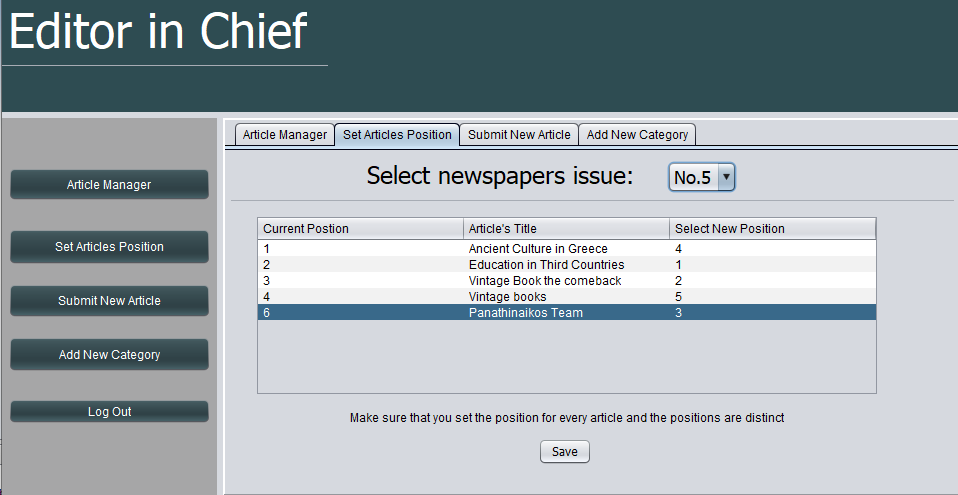 Editor in Chief
Article Manager
Set Articles Position
Submit New Article
Add New Category
Log Out
Article Manager Set Articles Position Submit New Article Add New Category
Select newspapers issue: No.5
Current Postion Article's Title Select New Position
1 Ancient Culture in Greece 4
2 Education in Third Countries 1
3 Vintage Book the comeback 2
4 Vintage books 5
6 Panathinaikos Team 3
Make sure that you set the position for every article and the positions are distinct
Save